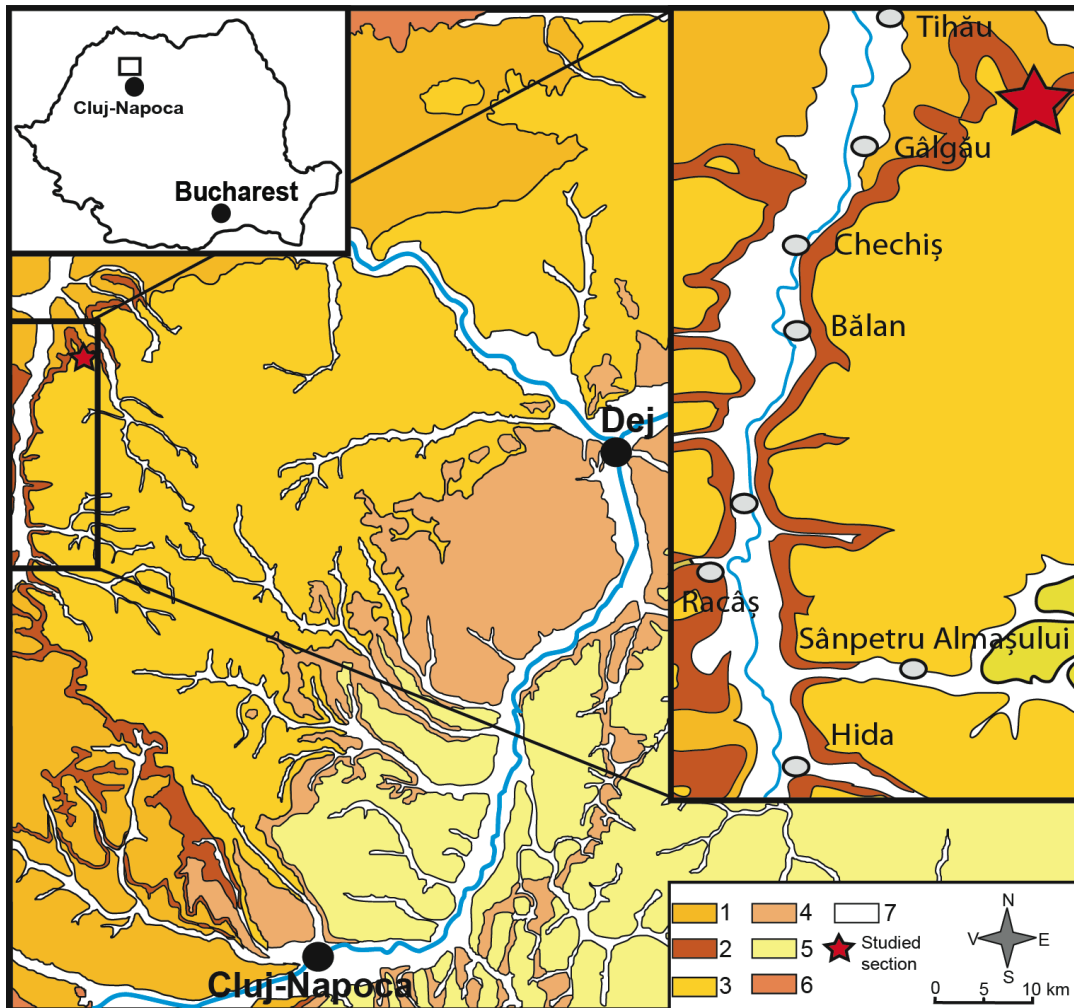 Cluj-Napoca
Bucharest
Tihău
Gâlgău
Chechiș
Bălan
Racâș
Sânpetru Almașului
Hida
Dej
Cluj-Napoca
1
2
3
4
5
6
7
Studied
section
N
V
E
S
0
5
10 km